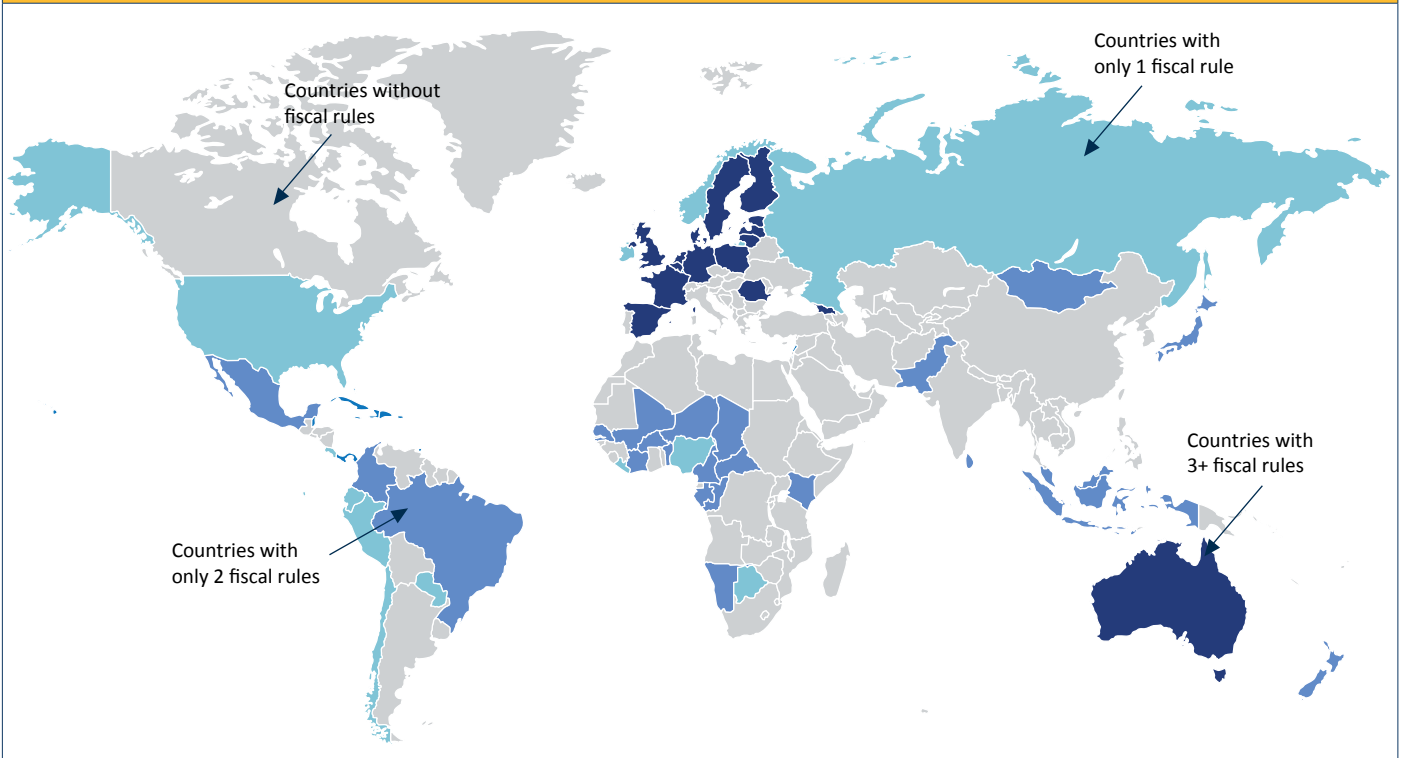 Countries with
only 1 fiscal rule
Countries without
fiscal rules
Countries with
3+ fiscal rules
Countries with
only 2 fiscal rules